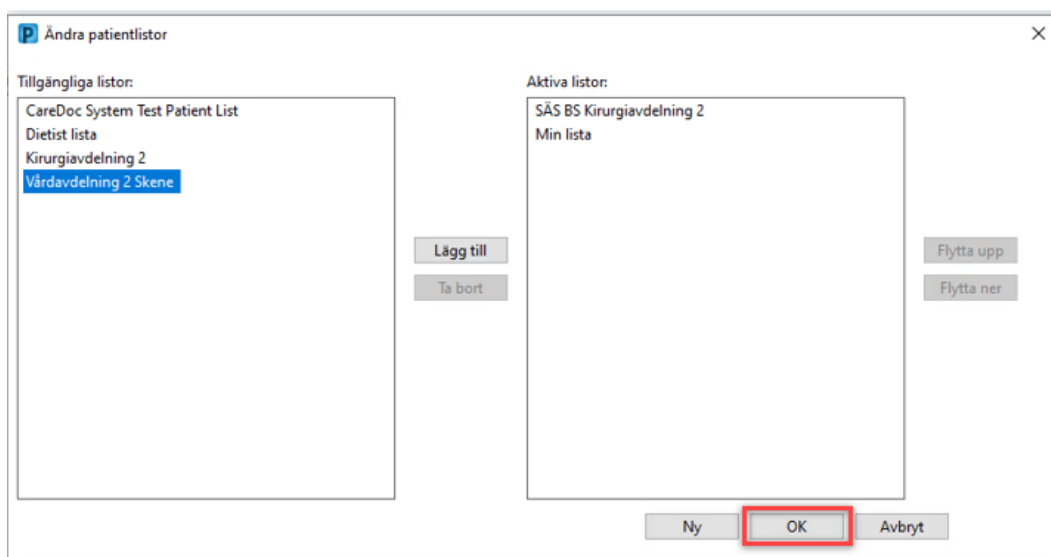 Ändra patientlistor
Tillgängliga listor:
CareDoc System Test Patient List
Dietist lista
Kirurgiavdelning 2
Vårdavdelning 2 Skene
Lägg till
Ta bort
Aktiva listor:
SÄS BS Kirurgiavdelning 2
Min lista
Flytta upp
Flytta ner
Ny
OK
Avbryt